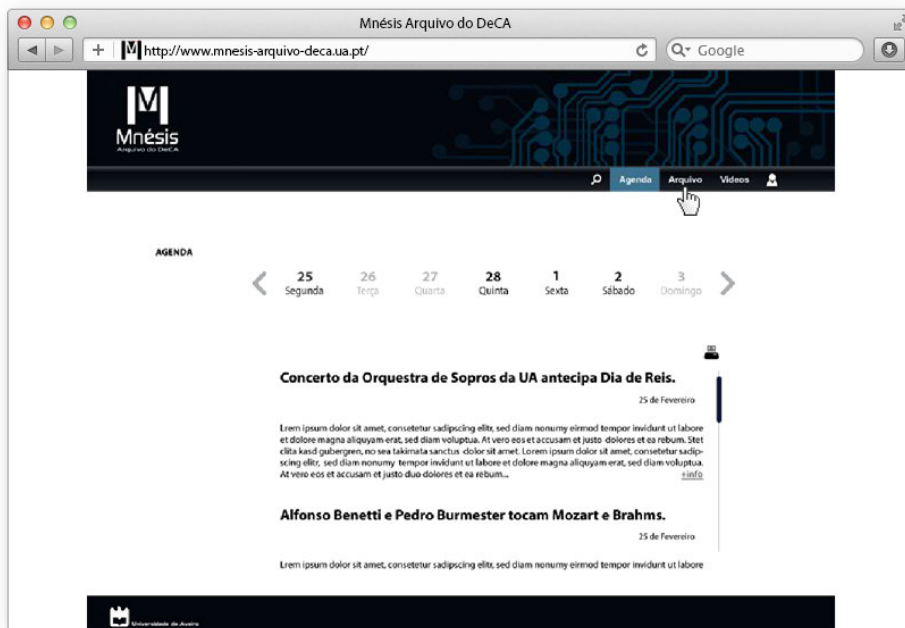 Mnésis Arquivo do DeCA
http://www.mnesis-arquivo-deca.ua.pt/
Google
M
Mnésis
Arquivo do DeCA
Agenda Arquivo Videos
AGENDA
25 26 27 28 1 2 3
Segunda Terça Quarta Quinta Sexta Sábado Domingo
Concerto da Orquestra de Sopros da UA antecipa Dia de Reis.
25 de Fevereiro
Lrem ipsum dolor sit amet, consetetur sadipscing elitr, sed diam nonumy eirmod tempor invidunt ut labore
et dolore magna aliquyam erat, sed diam voluptua. At vero eos et accusam et justo dolores et ea rebum. Stet
clita kasd gubergren, no sea takimata sanctus dolor sit amet. Lorem ipsum dolor sit amet, consetetur sadip-
scing elitr, sed diam nonumy tempor invidunt ut labore et dolore magna aliquyam erat, sed diam voluptua.
At vero eos et accusam et justo duo dolores et ea rebum...
+info
Alfonso Benetti e Pedro Burmester tocam Mozart e Brahms.
25 de Fevereiro
Lrem ipsum dolor sit amet, consetetur sadipscing elitr, sed diam nonumy eirmod tempor invidunt ut labore
Universidade de Aveiro